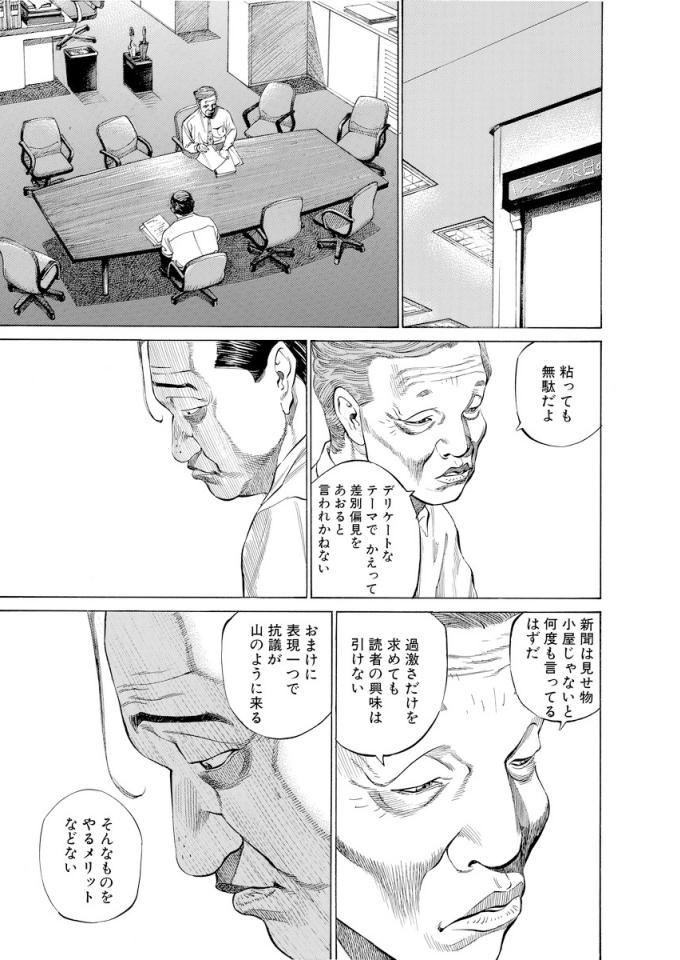 粘っても
無駄だよ
デリケートな
テーマで かえって
差別偏見を
あおると
言われかねない
新聞は見せ物
小屋じゃないと
何度も言ってる
はずだ
過激さだけを
求めても
読者の興味は
引けない
おまけに
表現一つで
抗議が
山のように来る
そんなものを
やるメリット
などない